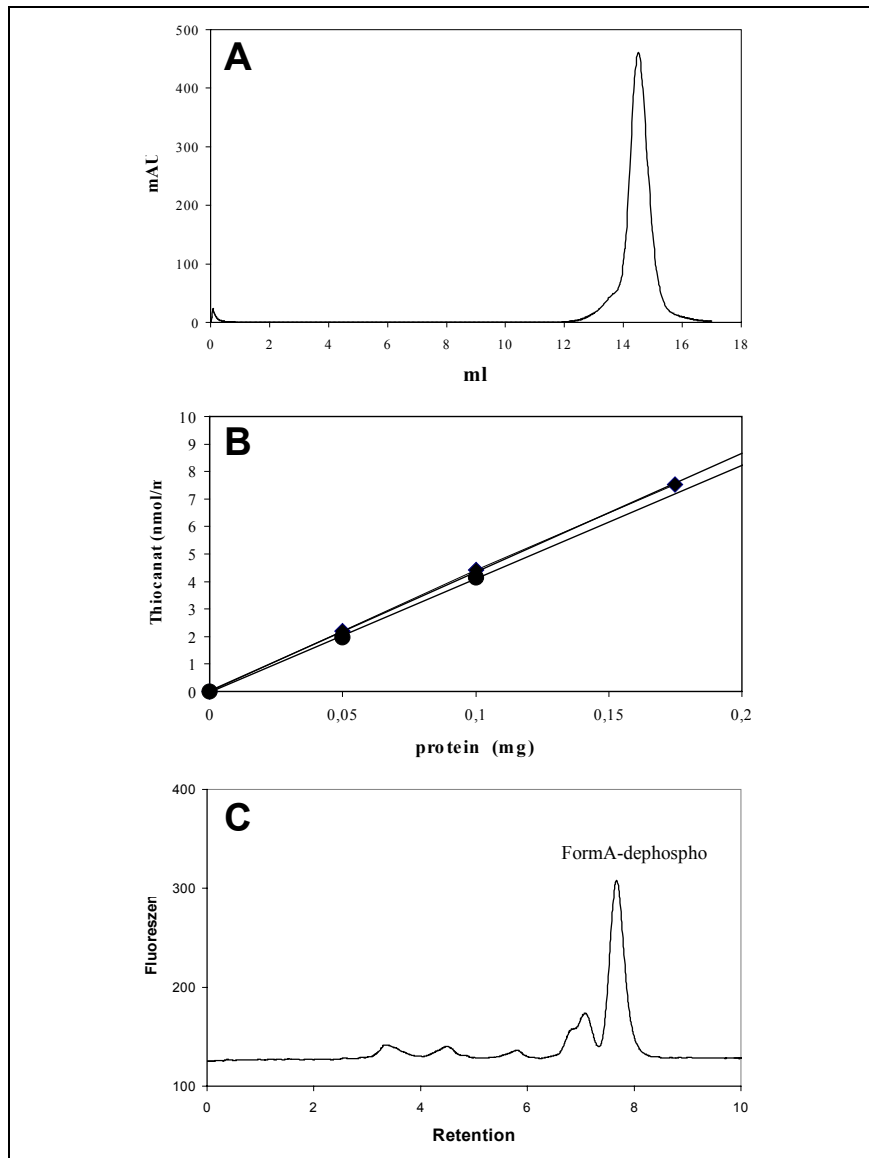 A
500
400
300
200
100
0
mAU
0 2 4 6 8 10 12 14 16 18
ml
B
10
9
8
7
6
5
4
3
2
1
0
Thiocanat (nmol/n
0 0,05 0,1 0,15 0,2
protein (mg)
C
400
300
200
100
FormA-dephospho
Fluoreszen
0 2 4 6 8 10
Retention